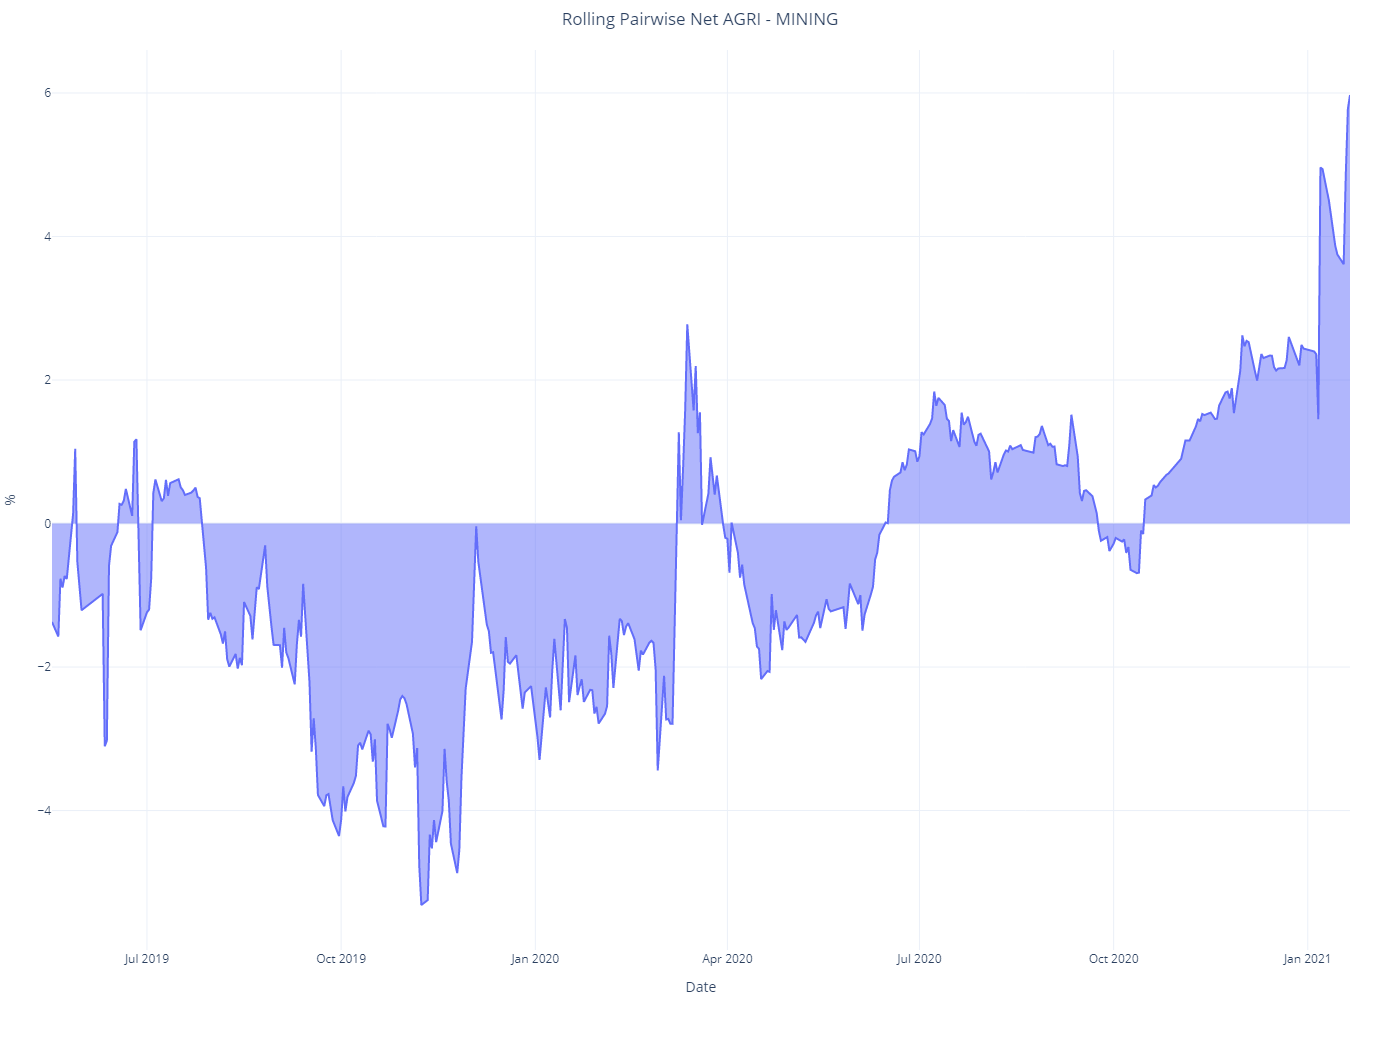 Rolling Pairwise Net AGRI - MINING
6
4
2
0
−2
−4
%
Jul 2019
Oct 2019
Jan 2020
Apr 2020
Jul 2020
Oct 2020
Jan 2021
Date